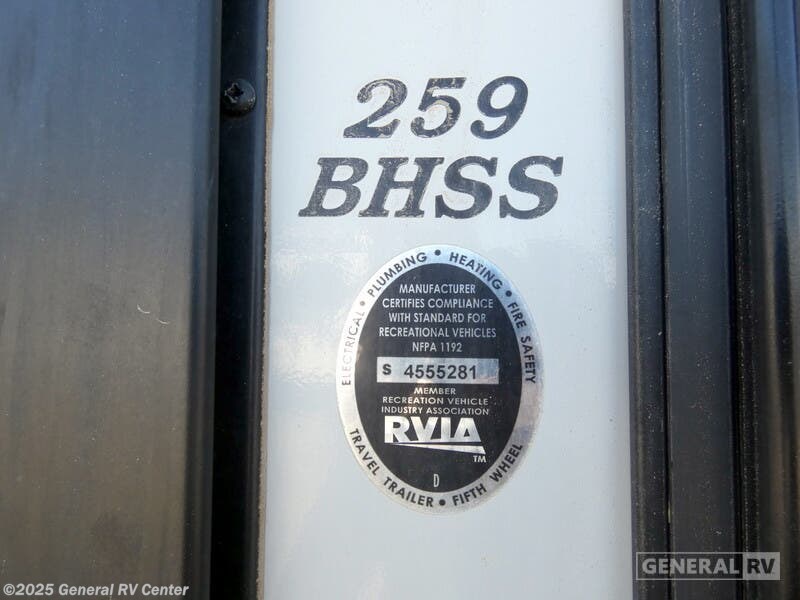 259
BHSS
ELECTRICAL • PLUMBING • HEATING • FIRE SAFETY
MANUFACTURER
CERTIFIES COMPLIANCE
WITH STANDARD FOR
RECREATIONAL VEHICLES
NFPA 1192
S 4555281
MEMBER
RECREATION VEHICLE
INDUSTRY ASSOCIATION
RVIA
TM
D
TRAVEL TRAILER • FIFTH WHEEL
GENERAL RV
©2025 General RV Center